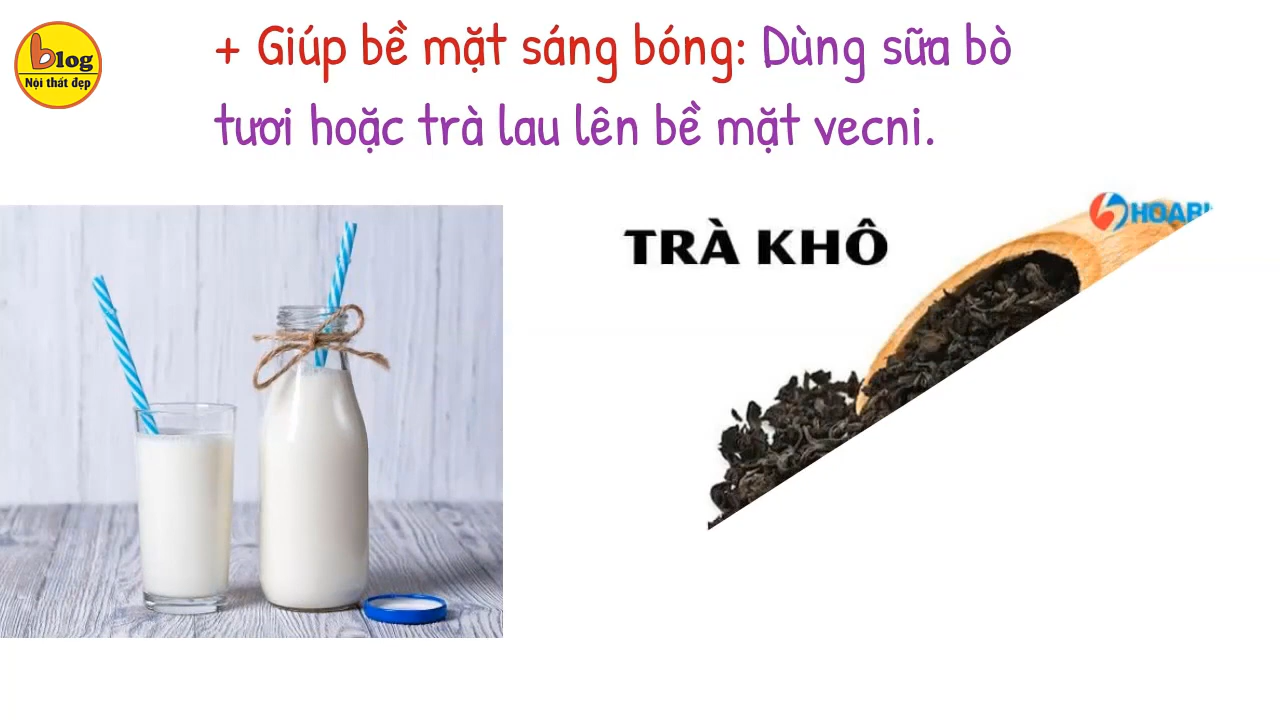 blog
Nội thất đẹp
+ Giúp bề mặt sáng bóng: Dùng sữa bò
tươi hoặc trà lau lên bề mặt vecni.
TRÀ KHÔ